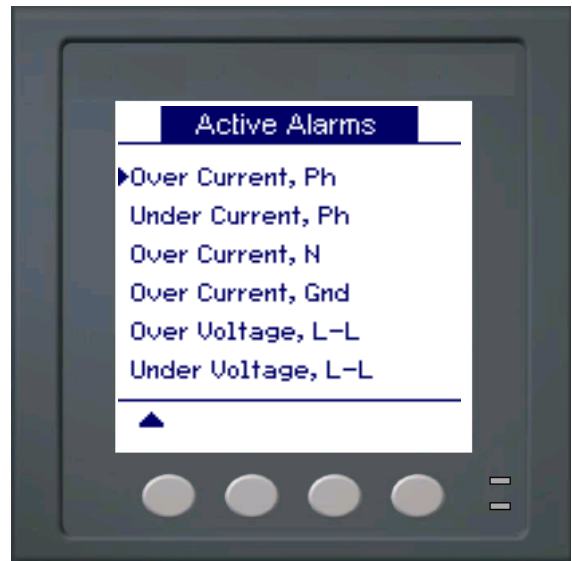 Active Alarms
Over Current, Ph
Under Current, Ph
Over Current, N
Over Current, Gnd
Over Voltage, L-L
Under Voltage, L-L